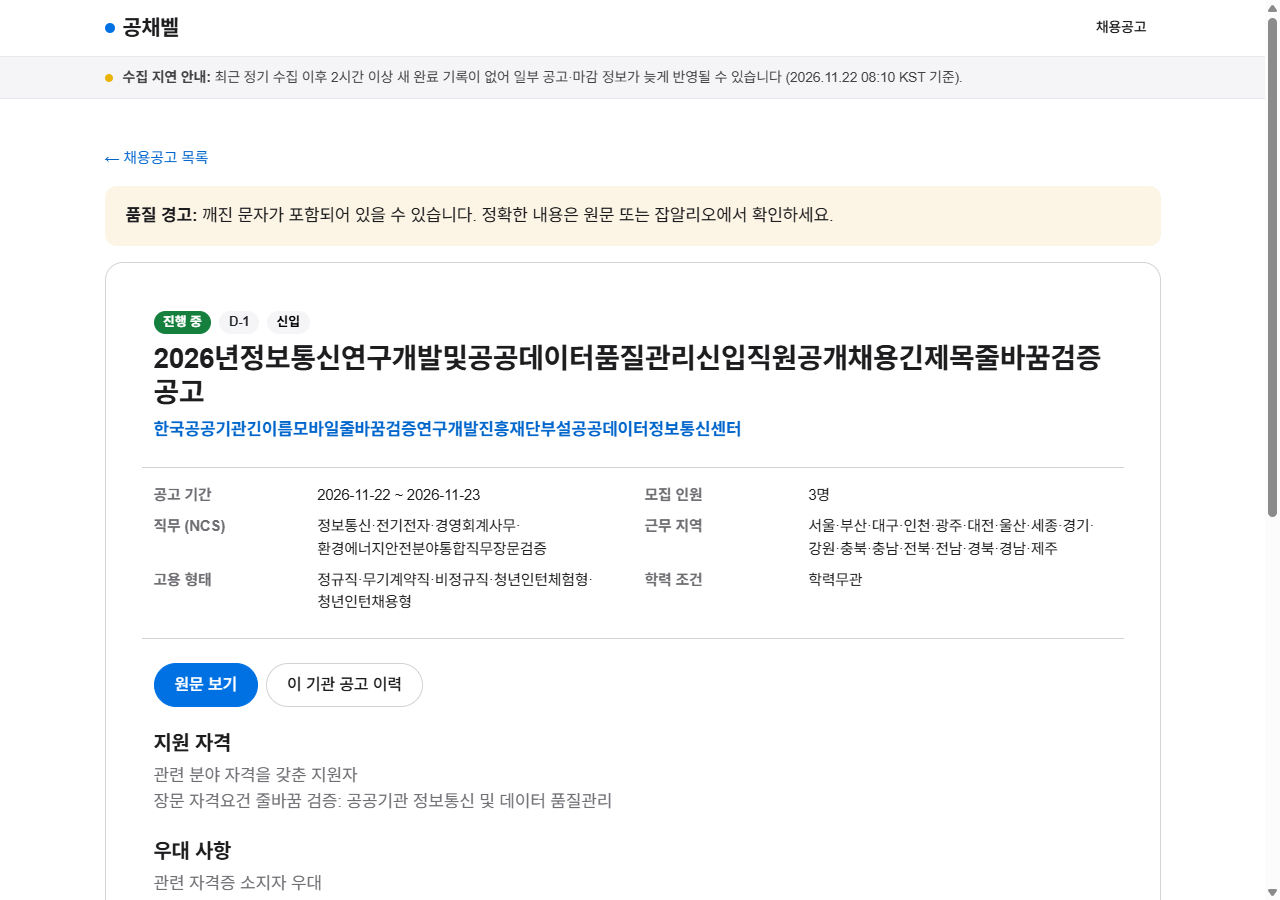 공채벨
채용공고
수집 지연 안내: 최근 정기 수집 이후 2시간 이상 새 완료 기록이 없어 일부 공고·마감 정보가 늦게 반영될 수 있습니다 (2026.11.22 08:10 KST 기준).
← 채용공고 목록
품질 경고: 깨진 문자가 포함되어 있을 수 있습니다. 정확한 내용은 원문 또는 잡알리오에서 확인하세요.
진행 중 D-1 신입
2026년정보통신연구개발및공공데이터품질관리신입직원공개채용긴제목줄바꿈검증
공고
한국공공기관긴이름모바일줄바꿈검증연구개발진흥재단부설공공데이터정보통신센터
공고 기간 2026-11-22 ~ 2026-11-23 모집 인원 3명
직무 (NCS) 정보통신·전기전자·경영회계사무· 근무 지역 서울·부산·대구·인천·광주·대전·울산·세종·경기·
환경에너지안전분야통합직무장문검증 강원·충북·충남·전북·전남·경북·경남·제주
고용 형태 정규직·무기계약직·비정규직·청년인턴체험형· 학력 조건 학력무관
청년인턴채용형
원문 보기 이 기관 공고 이력
지원 자격
관련 분야 자격을 갖춘 지원자
장문 자격요건 줄바꿈 검증: 공공기관 정보통신 및 데이터 품질관리
우대 사항
관련 자격증 소지자 우대